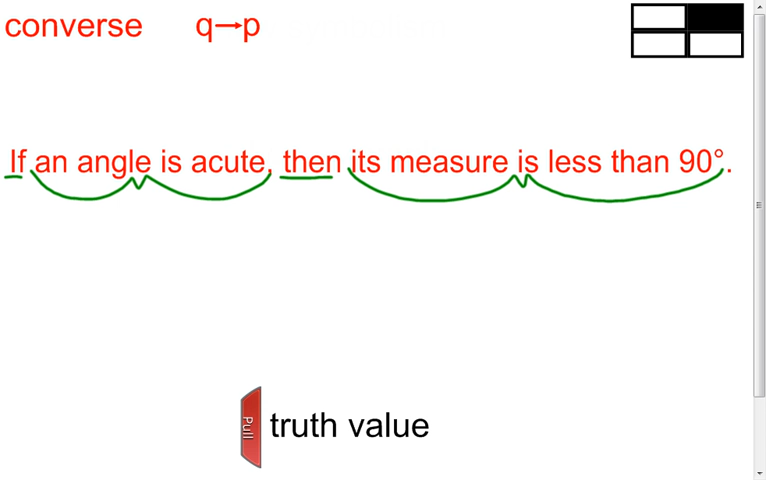 converse q→p
If an angle is acute, then its measure is less than 90°.
Pull
truth value